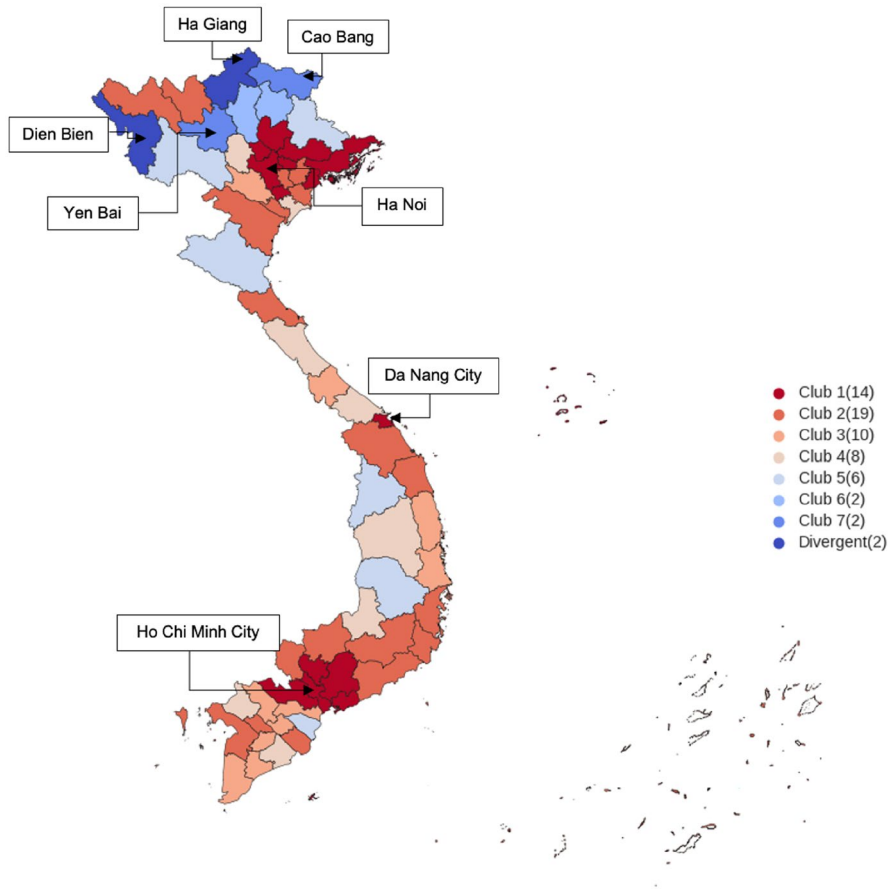 Ha Giang
Cao Bang
Dien Bien
Yen Bai
Ha Noi
Da Nang City
Club 1(14)
Club 2(19)
Club 3(10)
Club 4(8)
Club 5(6)
Club 6(2)
Club 7(2)
Divergent(2)
Ho Chi Minh City